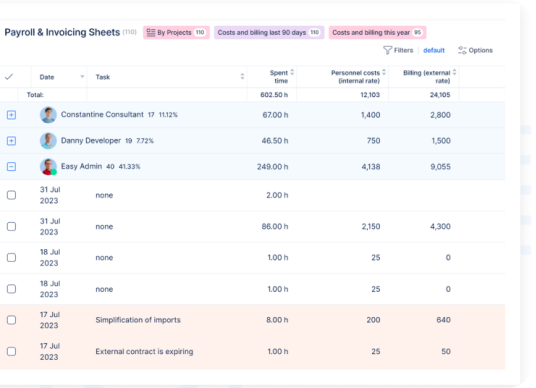 Payroll & Invoicing Sheets (110) By Projects 110 Costs and billing last 90 days 110 Costs and billing this year 95
Filters default Options
Date Task Spent time Personnel costs (internal rate) Billing (external rate)
Total: 602.50 h 12,103 24,105
Constantine Consultant 17 11.12% 67.00 h 1,400 2,800
Danny Developer 19 7.72% 46.50 h 750 1,500
Easy Admin 40 41.33% 249.00 h 4,138 9,055
31 Jul 2023 none 2.00 h
31 Jul 2023 none 86.00 h 2,150 4,300
18 Jul 2023 none 1.00 h 25 0
18 Jul 2023 none 1.00 h 25 0
17 Jul 2023 Simplification of imports 8.00 h 200 640
17 Jul 2023 External contract is expiring 1.00 h 25 50